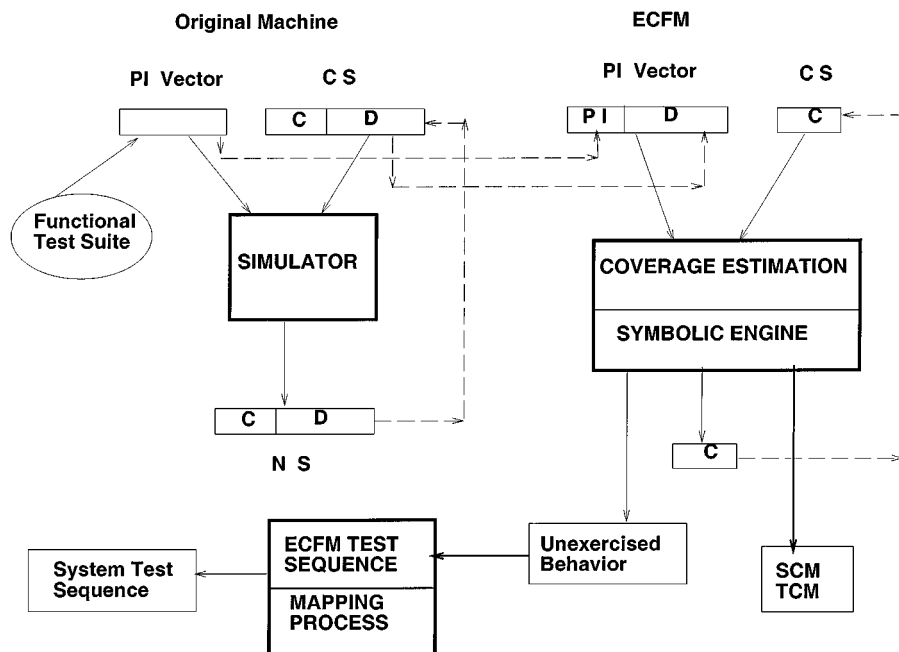 Original Machine
ECFM
PI Vector
C S
PI Vector
C S
C D
P I D
C
Functional
Test Suite
SIMULATOR
COVERAGE ESTIMATION
SYMBOLIC ENGINE
C D
N S
C
ECFM TEST
SEQUENCE
MAPPING
PROCESS
Unexercised
Behavior
System Test
Sequence
SCM
TCM